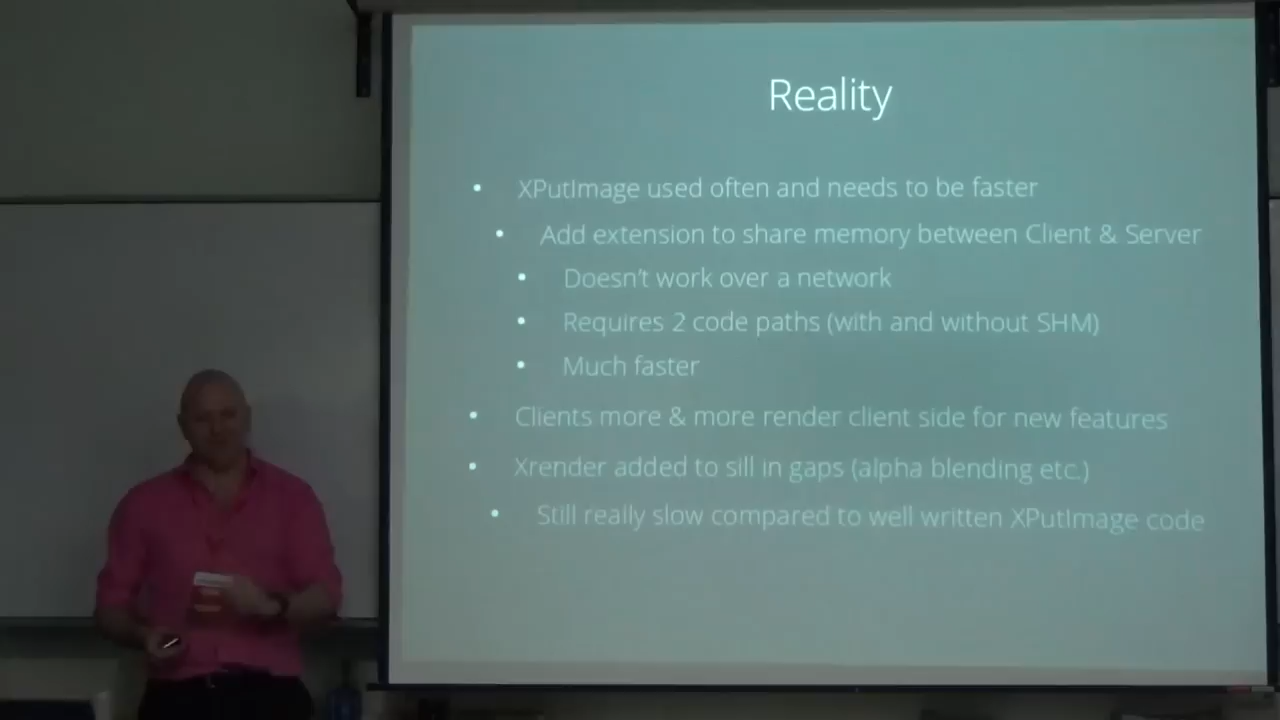 Reality
• XPutImage used often and needs to be faster
• Add extension to share memory between Client & Server
• Doesn't work over a network
• Requires 2 code paths (with and without SHM)
• Much faster
• Clients more & more render client side for new features
• Xrender added to sill in gaps (alpha blending etc.)
• Still really slow compared to well written XPutImage code